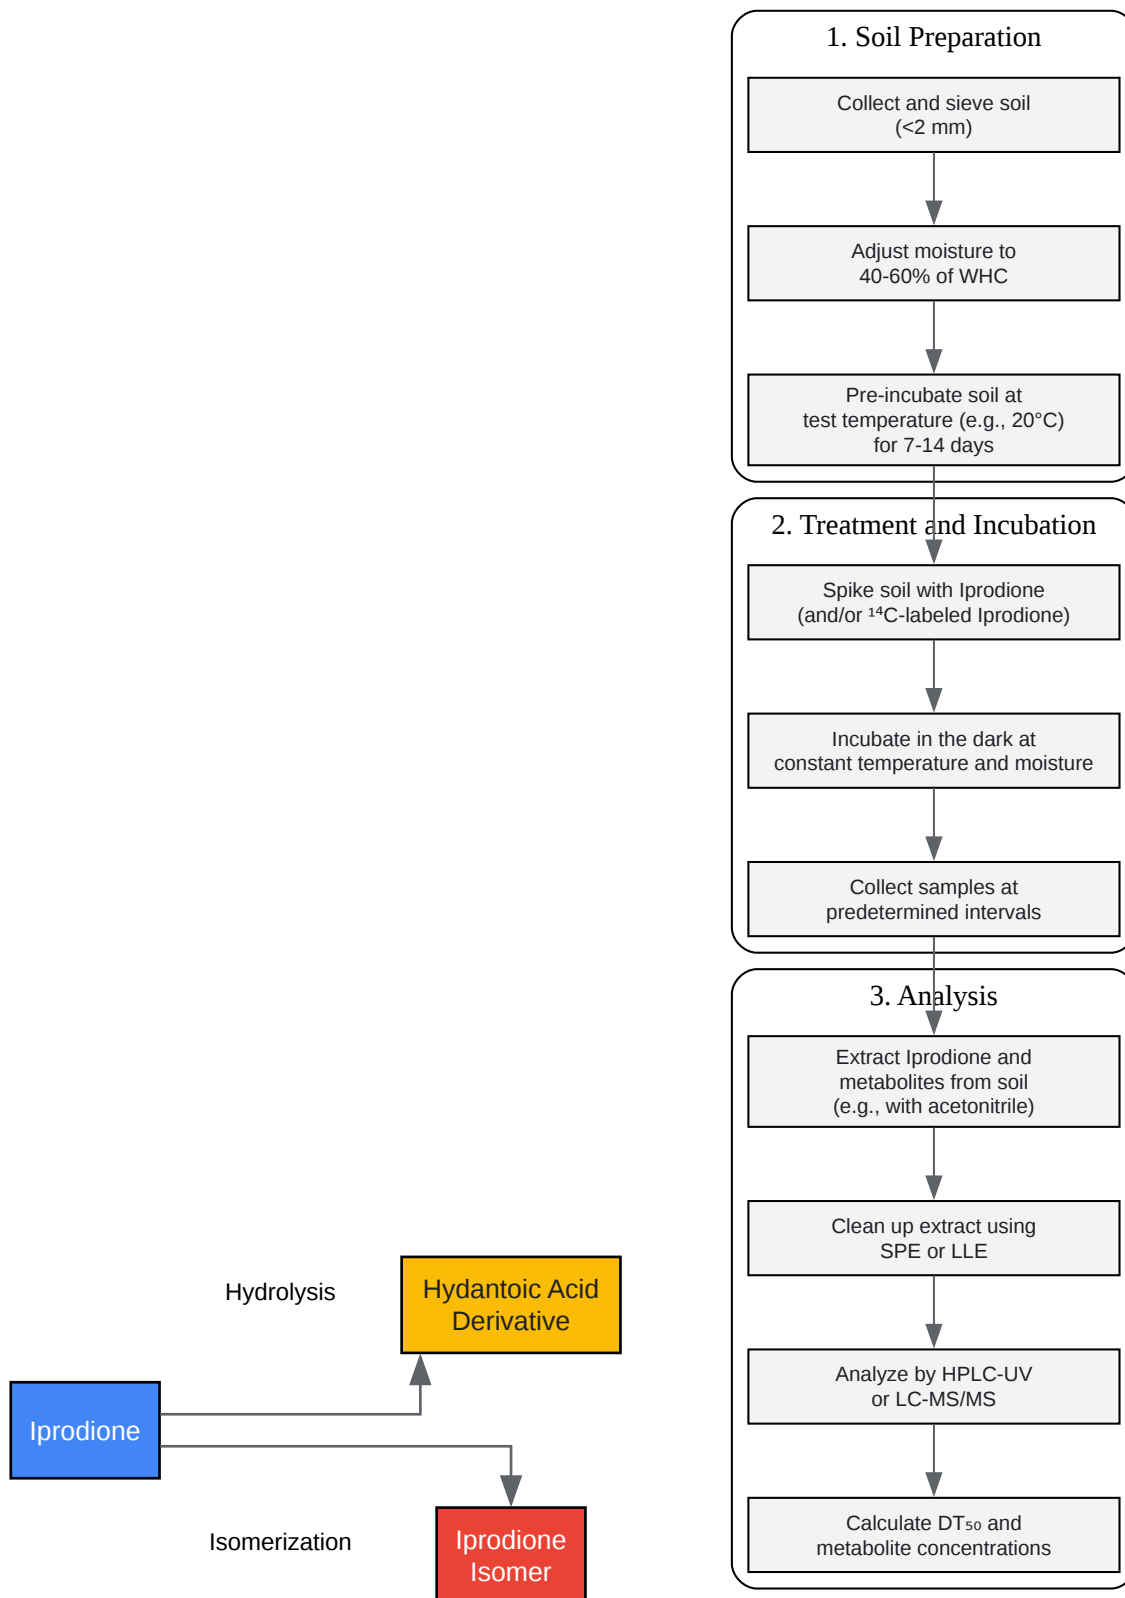 1. Soil Preparation
Collect and sieve soil
(<2 mm)
Adjust moisture to
40-60% of WHC
Pre-incubate soil at
test temperature (e.g., 20°C)
for 7-14 days
2. Treatment and Incubation
Spike soil with Iprodione
(and/or ¹⁴C-labeled Iprodione)
Incubate in the dark at
constant temperature and moisture
Collect samples at
predetermined intervals
3. Analysis
Extract Iprodione and
metabolites from soil
(e.g., with acetonitrile)
Clean up extract using
SPE or LLE
Analyze by HPLC-UV
or LC-MS/MS
Calculate DT₅₀ and
metabolite concentrations
Hydrolysis
Hydantoic Acid
Derivative
Iprodione
Isomerization
Iprodione
Isomer